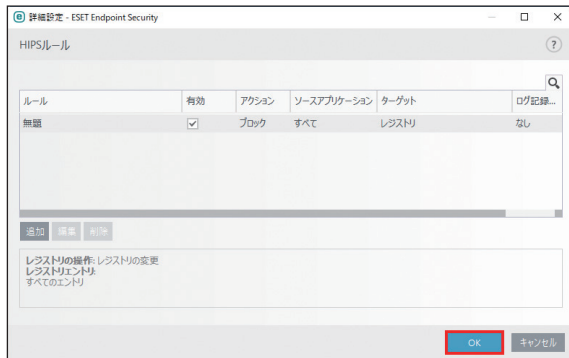 詳細設定 - ESET Endpoint Security
HIPSルール
?
ルール 有効 アクション ソースアプリケーション ターゲット ログ記録...
無題 ブロック すべて レジストリ なし
追加 編集 削除
レジストリの操作: レジストリの変更
レジストリエントリ:
すべてのエントリ
OK キャンセル